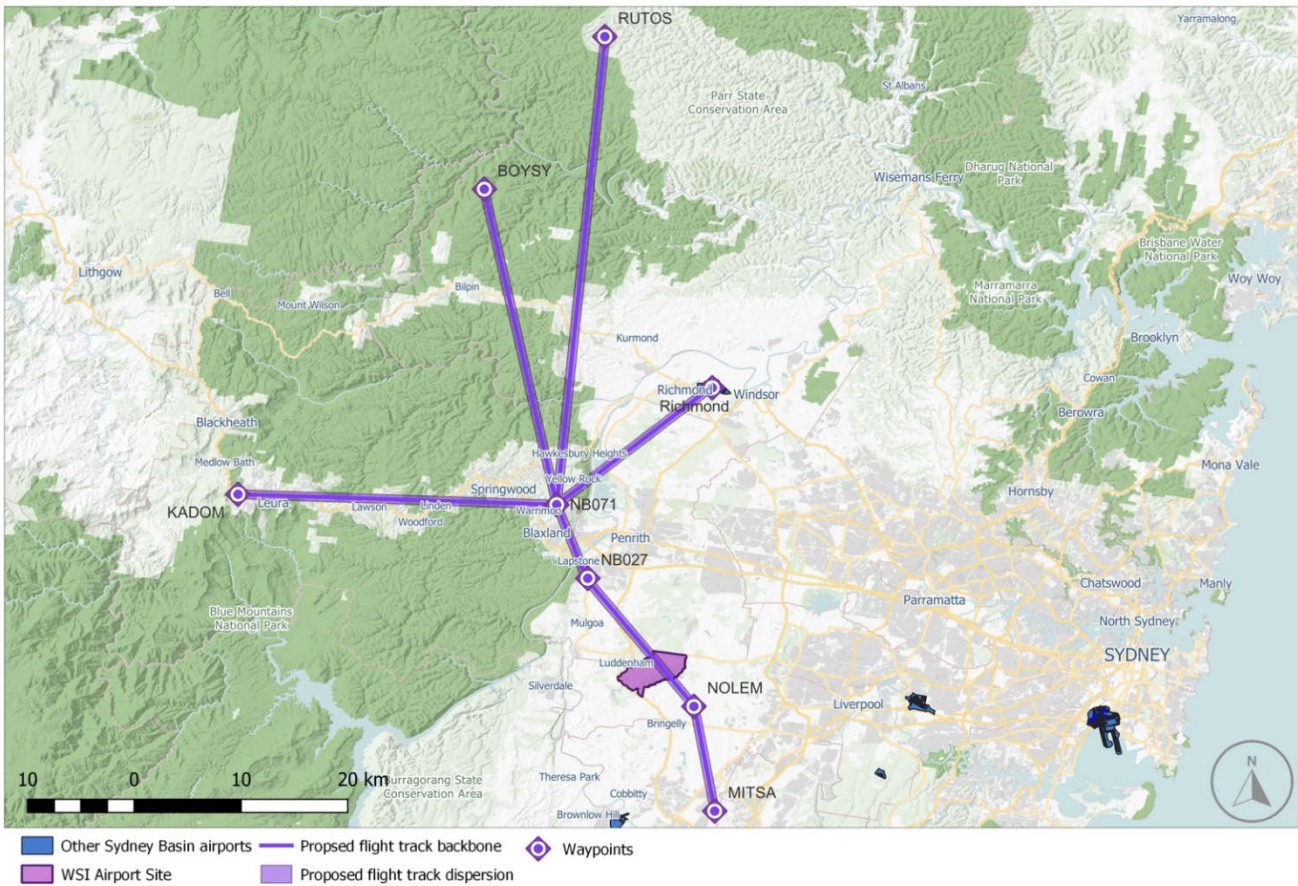 RUTOS
Yarramalong
St Albans
Parr State
Conservation Area
BOYSY
Dharug National
Park
Wisemans Ferry
Brisbane Water
National Park
Lithgow
Bell
Mount Wilson
Bilpin
Marramarra
National Park
Woy Woy
Kurmond
Brooklyn
Cowan
Richmond
Windsor
Richmond
Berowra
Blackheath
Medlow Bath
Hawkesbury Heights
Mona Vale
Yellow Rock
Springwood
Hornsby
KADOM
Leura
Lawson
Linden
Woodford
Warrimoo
NB071
Blaxland
Penrith
Lapstone
NB027
Chatswood
Manly
Parramatta
Blue Mountains
National Park
Mulgoa
North Sydney
SYDNEY
Luddenham
Silverdale
NOLEM
Liverpool
Bringelly
10 0 10 20 km
Burragorang State
Conservation Area
Theresa Park
Cobbitty
Brownlow Hill
MITSA
N
Other Sydney Basin airports
Propsed flight track backbone
Waypoints
WSI Airport Site
Proposed flight track dispersion